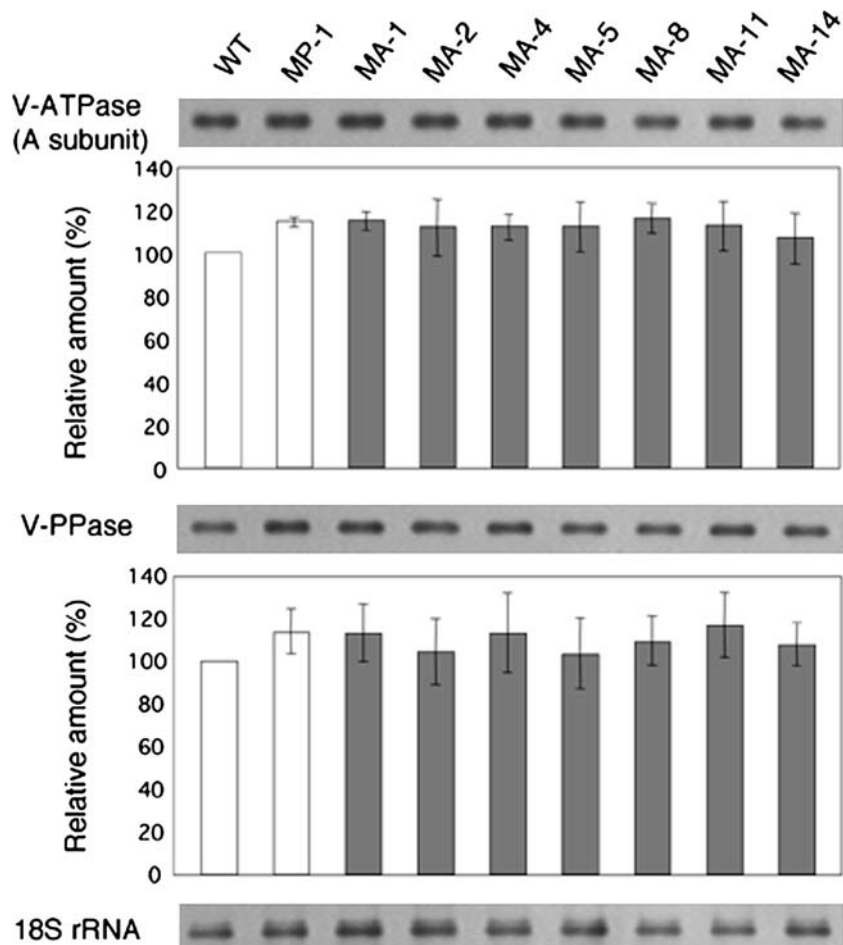 WT MP-1 MA-1 MA-2 MA-4 MA-5 MA-8 MA-11 MA-14
V-ATPase
(A subunit)
140
120
100
80
60
40
20
0
Relative amount (%)
V-PPase
140
120
100
80
60
40
20
0
Relative amount (%)
18S rRNA